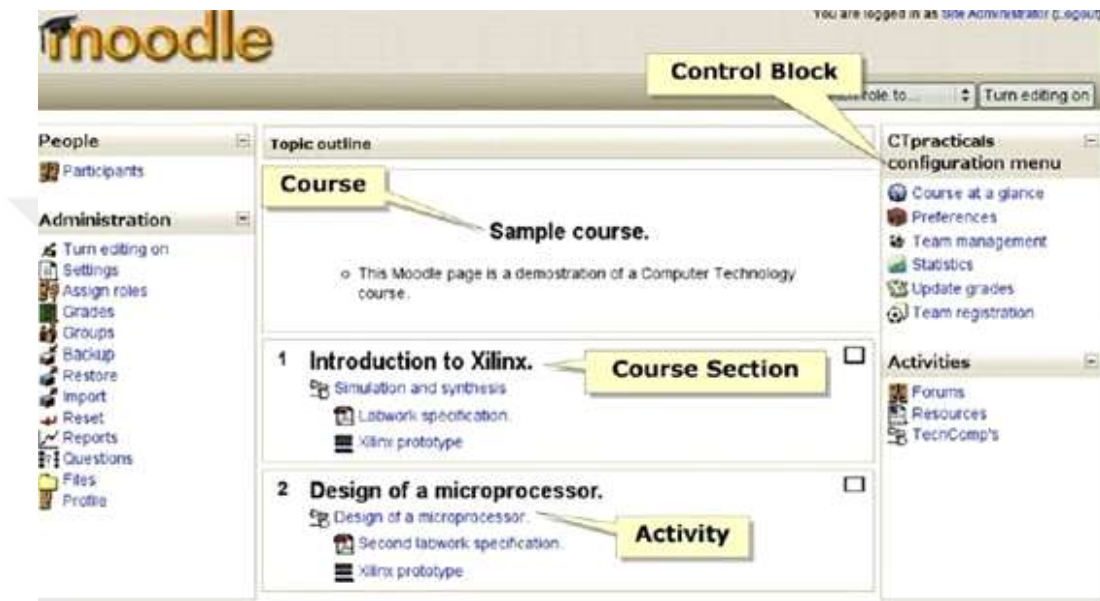 moodle
You are logged in as Site Administrator (Logout)
Control Block
role to...
Turn editing on
People
Participants
Administration
Turn editing on
Settings
Assign roles
Grades
Groups
Backup
Restore
Import
Reset
Reports
Questions
Files
Profile
Topic outline
Course
Sample course.
This Moodle page is a demostration of a Computer Technology
course.
1 Introduction to Xilinx.
Course Section
Simulation and synthesis
Labwork specification.
Xilinx prototype
2 Design of a microprocessor.
Design of a microprocessor.
Activity
Second labwork specification.
Xilinx prototype
CTpracticals
configuration menu
Course at a glance
Preferences
Team management
Statistics
Update grades
Team registration
Activities
Forums
Resources
TecnComp's